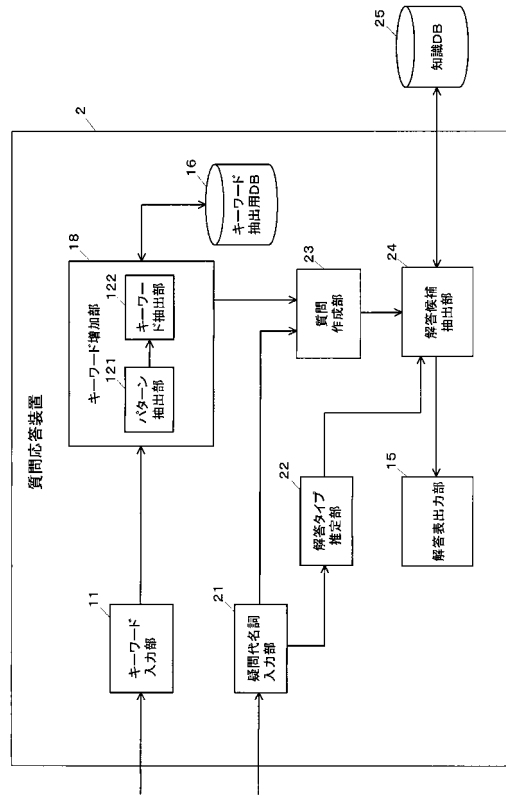 質問応答装置
2
11
キーワード
入力部
18
キーワード増加部
121
パターン
抽出部
122
キーワー
ド抽出部
16
キーワード
抽出用DB
21
疑問代名詞
入力部
22
解答タイプ
推定部
23
質問
作成部
15
解答表出力部
24
解答候補
抽出部
25
知識DB